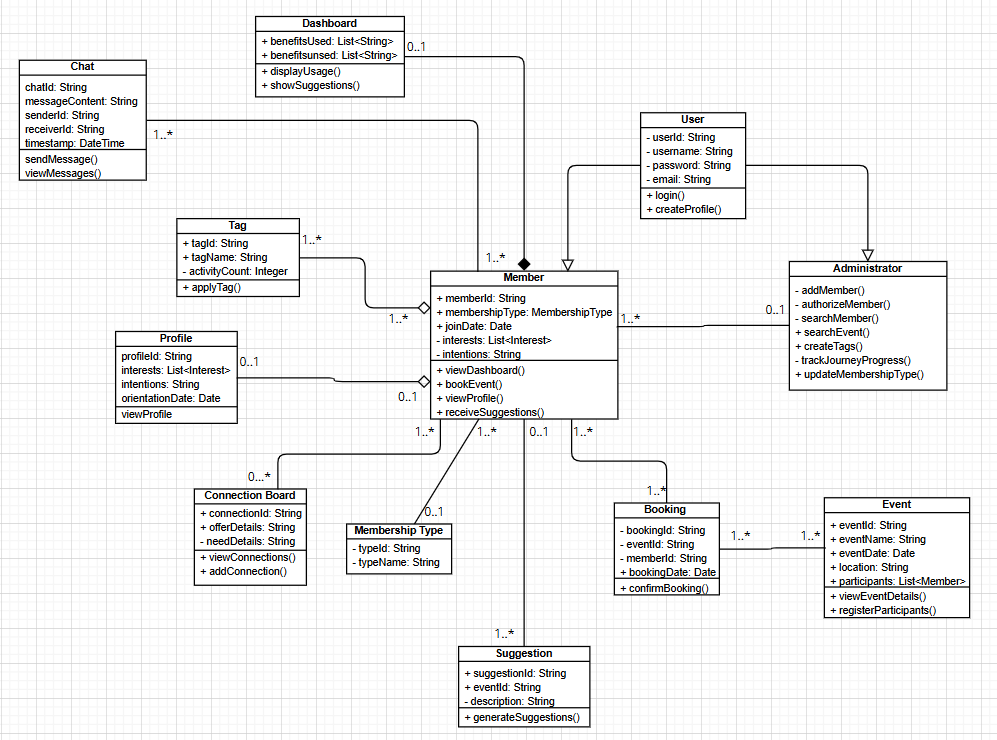 Dashboard
+ benefitsUsed: List<String>
+ benefitsunsed: List<String>
+ displayUsage()
+ showSuggestions()
0..1
Chat
chatId: String
messageContent: String
senderId: String
receiverId: String
timestamp: DateTime
sendMessage()
viewMessages()
1..*
User
- userId: String
- username: String
- password: String
- email: String
+ login()
+ createProfile()
Tag
+ tagId: String
+ tagName: String
- activityCount: Integer
+ applyTag()
1..*
1..*
1..*
Member
+ memberId: String
+ membershipType: MembershipType
+ joinDate: Date
- interests: List<Interest>
- intentions: String
+ viewDashboard()
+ bookEvent()
+ viewProfile()
+ receiveSuggestions()
1..*
0..1
Administrator
- addMember()
- authorizeMember()
- searchMember()
+ searchEvent()
+ createTags()
- trackJourneyProgress()
+ updateMembershipType()
Profile
profileId: String
interests: List<Interest>
intentions: String
orientationDate: Date
viewProfile
0..1
0..1
1..*
1..*
0..1
1..*
0...*
Connection Board
+ connectionId: String
+ offerDetails: String
- needDetails: String
+ viewConnections()
+ addConnection()
0..1
Membership Type
- typeId: String
- typeName: String
1..*
Booking
- bookingId: String
- eventId: String
- memberId: String
+ bookingDate: Date
+ confirmBooking()
1..*
1..*
Event
+ eventId: String
+ eventName: String
+ eventDate: Date
+ location: String
+ participants: List<Member>
+ viewEventDetails()
+ registerParticipants()
1..*
Suggestion
+ suggestionId: String
+ eventId: String
- description: String
+ generateSuggestions()